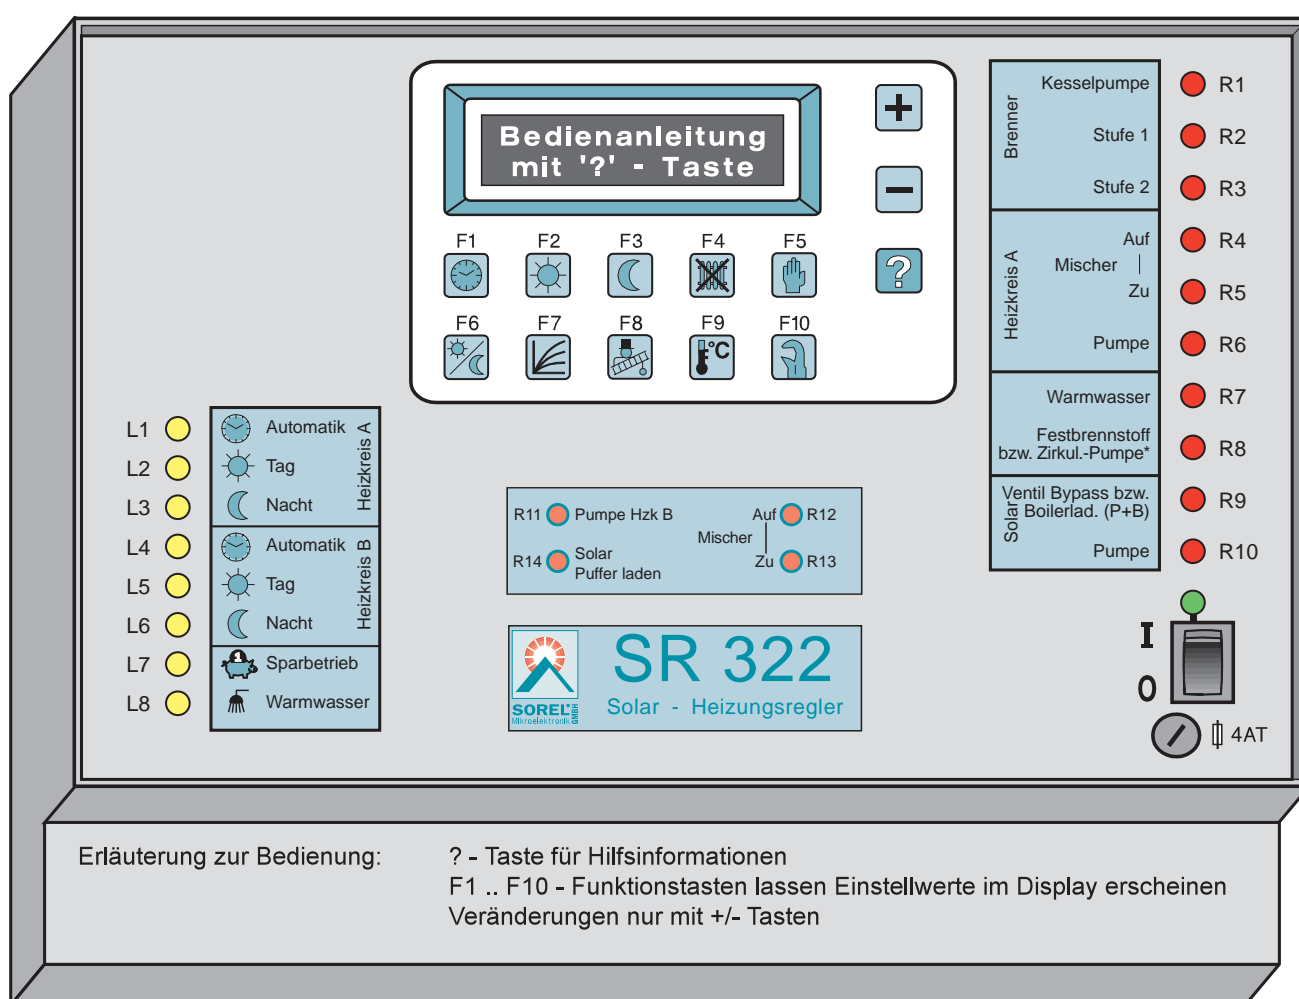 Bedienanleitung
mit '?' - Taste
F1 F2 F3 F4 F5
F6 F7 F8 F9 F10
°C
+
-
?
Brenner
Kesselpumpe R1
Stufe 1 R2
Stufe 2 R3
Heizkreis A
Auf R4
Mischer
Zu R5
Pumpe R6
Warmwasser R7
Festbrennstoff
bzw. Zirkul.-Pumpe* R8
Solar
Ventil Bypass bzw. R9
Boilerlad. (P+B)
Pumpe R10
L1 Automatik
L2 Tag
L3 Nacht
Heizkreis A
L4 Automatik
L5 Tag
L6 Nacht
Heizkreis B
L7 1 Sparbetrieb
L8 Warmwasser
R11 Pumpe Hzk B
R14 Solar
Puffer laden
Auf R12
Mischer
Zu R13
SOREL GMBH
Mikroelektronik
SR 322
Solar - Heizungsregler
I
O
4AT
Erläuterung zur Bedienung: ? - Taste für Hilfsinformationen
F1 .. F10 - Funktionstasten lassen Einstellwerte im Display erscheinen
Veränderungen nur mit +/- Tasten